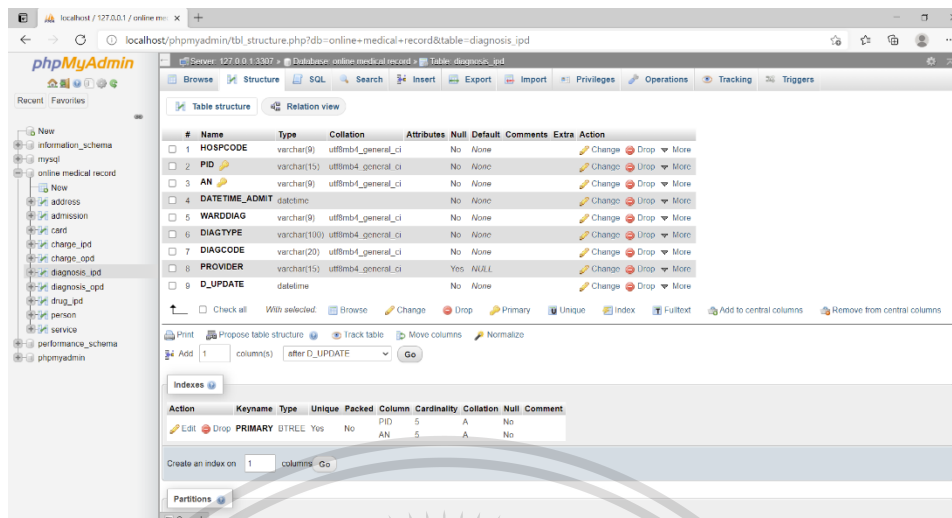 localhost / 127.0.0.1 / online me
localhost/phpmyadmin/tbl_structure.php?db=online+medical+record&table=diagnosis_ipd
phpMyAdmin
Recent Favorites
New
information_schema
mysql
online medical record
New
address
admission
card
charge_ipd
charge_opd
diagnosis_ipd
diagnosis_opd
drug_ipd
person
service
performance_schema
phpmyadmin
Server: 127.0.0.1:3307 » Database: online medical record » Table: diagnosis_ipd
Browse Structure SQL Search Insert Export Import Privileges Operations Tracking Triggers
Table structure Relation view
# Name Type Collation Attributes Null Default Comments Extra Action
1 HOSPCODE varchar(9) utf8mb4_general_ci No None Change Drop More
2 PID varchar(15) utf8mb4_general_ci No None Change Drop More
3 AN varchar(9) utf8mb4_general_ci No None Change Drop More
4 DATETIME_ADMIT datetime No None Change Drop More
5 WARDDIAG varchar(9) utf8mb4_general_ci No None Change Drop More
6 DIAGTYPE varchar(100) utf8mb4_general_ci No None Change Drop More
7 DIAGCODE varchar(20) utf8mb4_general_ci No None Change Drop More
8 PROVIDER varchar(15) utf8mb4_general_ci Yes NULL Change Drop More
9 D_UPDATE datetime No None Change Drop More
Check all With selected: Browse Change Drop Primary Unique Index Fulltext Add to central columns Remove from central columns
Print Propose table structure Track table Move columns Normalize
Add 1 column(s) after D_UPDATE Go
Indexes
Action Keyname Type Unique Packed Column Cardinality Collation Null Comment
Edit Drop PRIMARY BTREE Yes No PID 5 A No
AN 5 A No
Create an index on 1 columns Go
Partitions